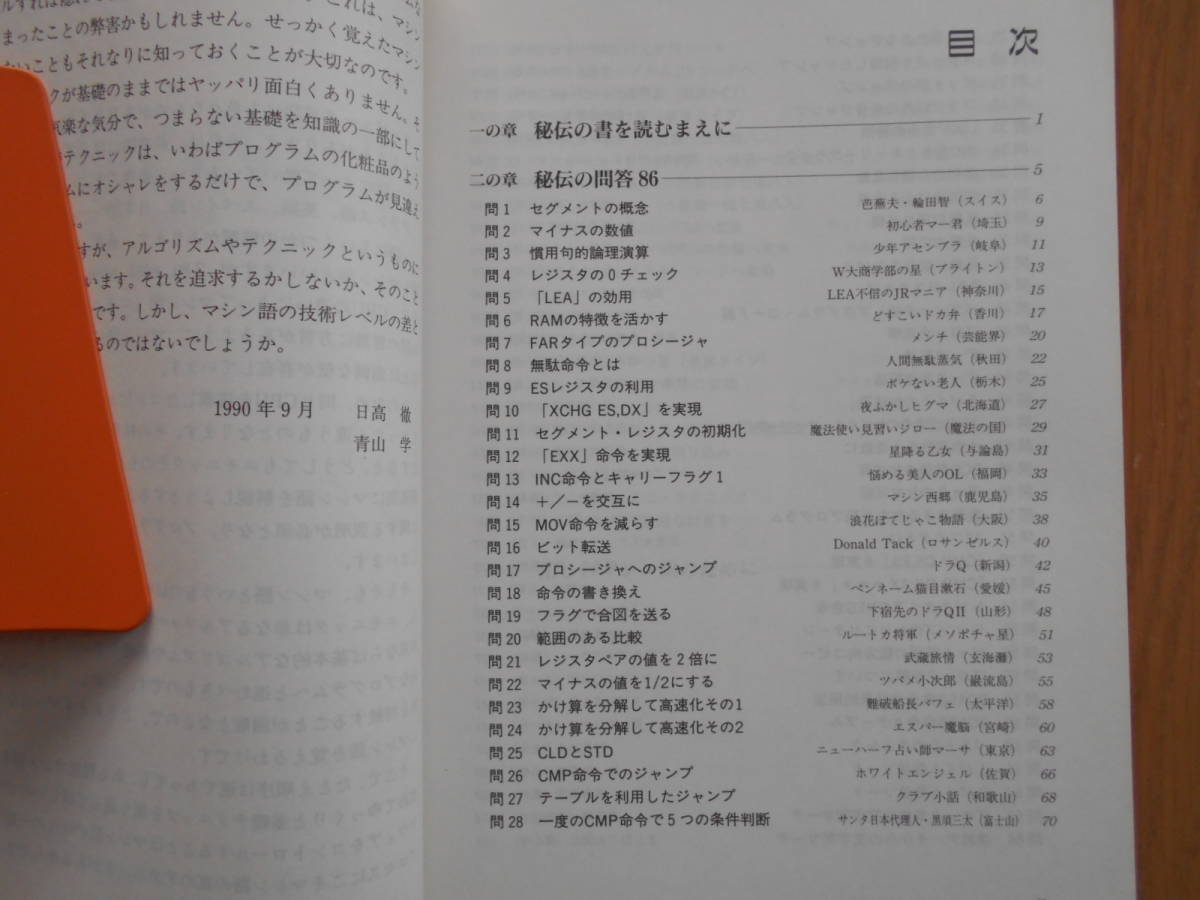 まったことの弊害かもしれません。せっかく覚えたマシン
ないこともそれなりに知っておくことが大切なのです。
クが基礎のままではヤッパリ面白くありません。そ
気楽な気分で、つまらない基礎を知識の一部にして
テクニックは、いわばプログラムの化粧品のよう
ムにオシャレをするだけで、プログラムが見違え
。
すが、アルゴリズムやテクニックというものに
います。それを追求するかしないか、そのこと
です。しかし、マシン語の技術レベルの差と
るのではないでしょうか。
1990年9月 日高 徹
青山 学
目次
一の章 秘伝の書を読むまえに 1
二の章 秘伝の問答86 5
問1 セグメントの概念 芭蕉夫・輪田智（スイス） 6
問2 マイナスの数値 初心者マー君（埼玉） 9
問3 慣用句的論理演算 少年アセンブラ（岐阜） 11
問4 レジスタの0チェック W大商学部の星（ブライトン） 13
問5 「LEA」の効用 LEA不信のJRマニア（神奈川） 15
問6 RAMの特徴を活かす どすこいドカ弁（香川） 17
問7 FARタイプのプロシージャ メンチ（芸能界） 20
問8 無駄命令とは 人間無駄蒸気（秋田） 22
問9 ESレジスタの利用 ボケない老人（栃木） 25
問10 「XCHG ES,DX」を実現 夜ふかしヒグマ（北海道） 27
問11 セグメント・レジスタの初期化 魔法使い見習いジロー（魔法の国） 29
問12 「EXX」命令を実現 星降る乙女（与論島） 31
問13 INC命令とキャリーフラグ1 悩める美人のOL（福岡） 33
問14 ＋／－を交互に マシン西郷（鹿児島） 35
問15 MOV命令を減らす 浪花ぼてじゃこ物語（大阪） 38
問16 ビット転送 Donald Tack（ロサンゼルス） 40
問17 プロシージャへのジャンプ ドラQ（新潟） 42
問18 命令の書き換え ペンネーム猫目漱石（愛媛） 45
問19 フラグで合図を送る 下宿先のドラQII（山形） 48
問20 範囲のある比較 ルートカ将軍（メソポチャ星） 51
問21 レジスタペアの値を2倍に 武蔵旅情（玄海灘） 53
問22 マイナスの値を1/2にする ツバメ小次郎（巌流島） 55
問23 かけ算を分解して高速化その1 難破船長パフェ（太平洋） 58
問24 かけ算を分解して高速化その2 エスパー魔脳（宮崎） 60
問25 CLDとSTD ニューハーフ占い師マーサ（東京） 63
問26 CMP命令でのジャンプ ホワイトエンジェル（佐賀） 66
問27 テーブルを利用したジャンプ クラブ小話（和歌山） 68
問28 一度のCMP命令で5つの条件判断 サンタ日本代理人・黒須三太（富士山） 70